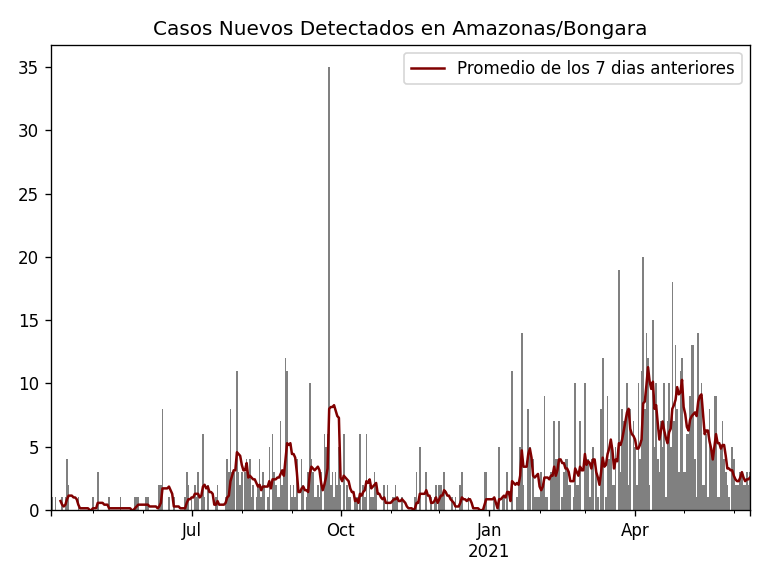 Casos Nuevos Detectados en Amazonas/Bongara
Promedio de los 7 dias anteriores
35
30
25
20
15
10
5
0
Jul
Oct
Jan
2021
Apr